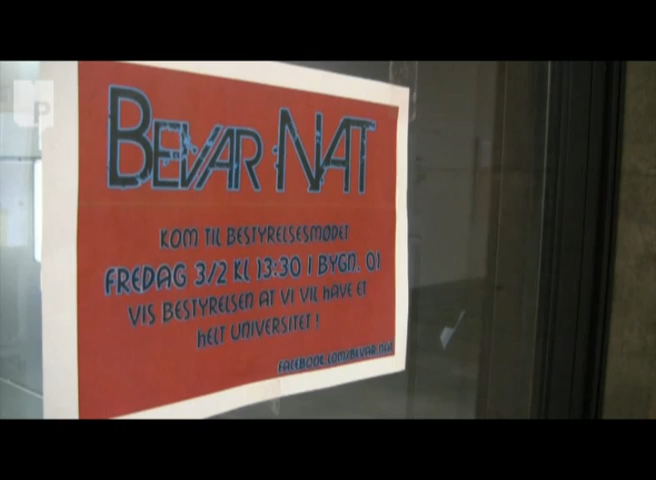 BEVAR NAT
KOM TIL BESTYRELSESMØDET
FREDAG 3/2 KL 13:30 I BYGN. 01
VIS BESTYRELSEN AT VI VIL HAVE ET
HELT UNIVERSITET !
FACEBOOK.COM/BEVAR.NAT
P